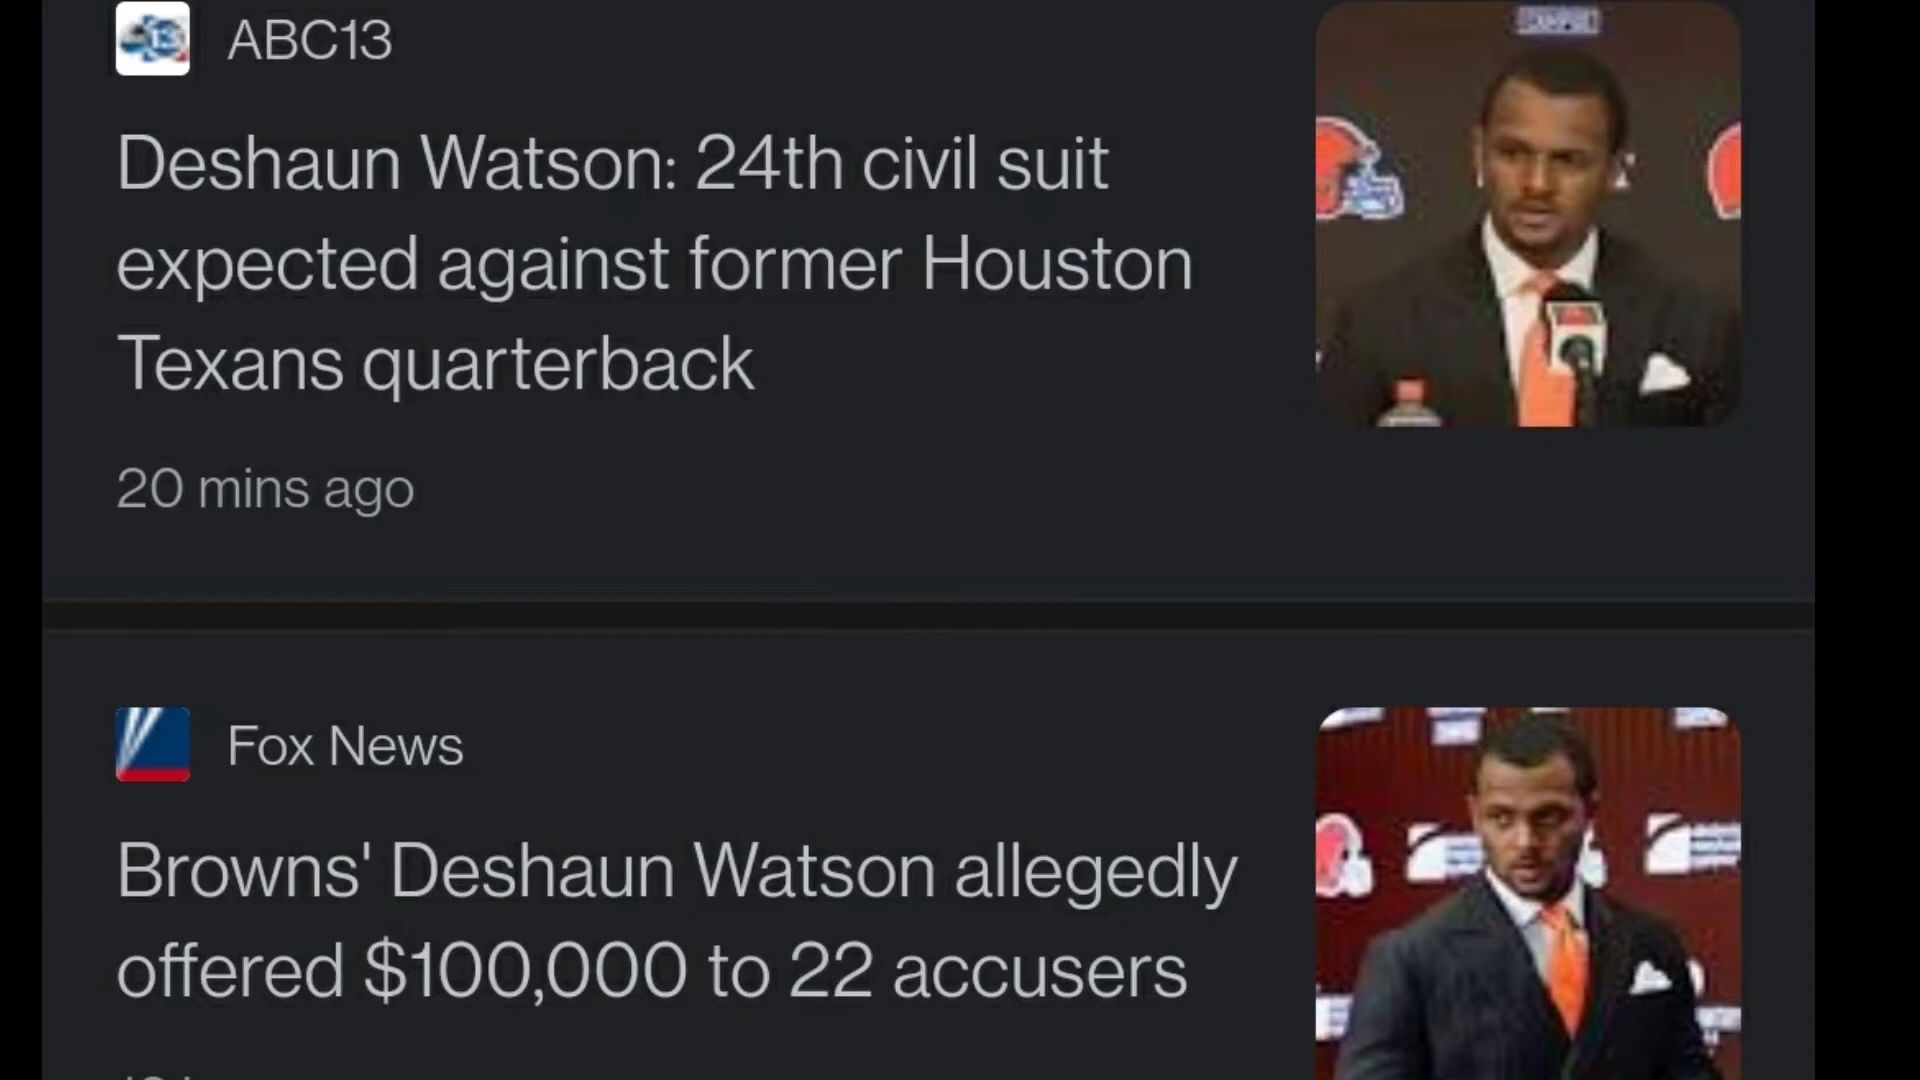 ABC13
Deshaun Watson: 24th civil suit
expected against former Houston
Texans quarterback
20 mins ago
Fox News
Browns' Deshaun Watson allegedly
offered $100,000 to 22 accusers